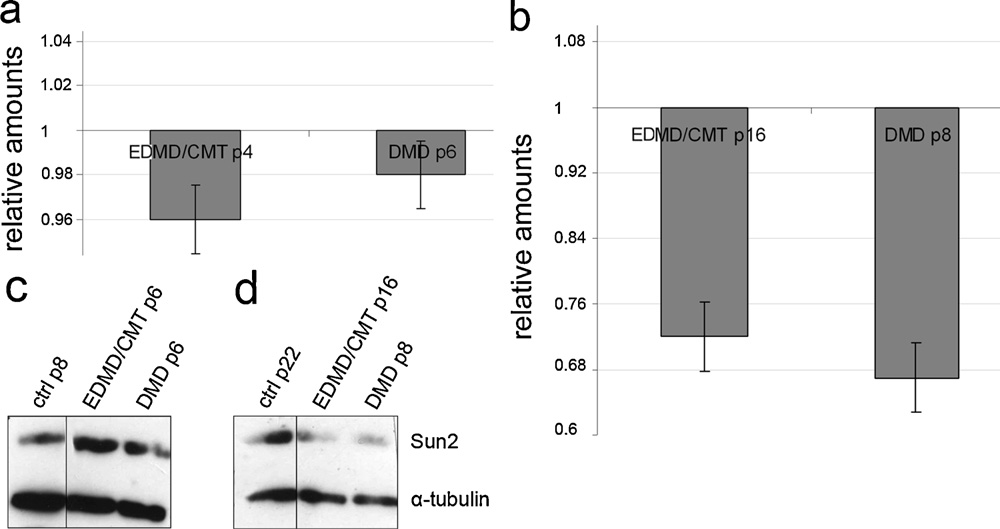 a
relative amounts
1.04
1.02
1
0.98
0.96
EDMD/CMT p4
DMD p6
b
relative amounts
1.08
1
0.92
0.84
0.76
0.68
0.6
EDMD/CMT p16
DMD p8
c
ctrl p8
EDMD/CMT p6
DMD p6
d
ctrl p22
EDMD/CMT p16
DMD p8
Sun2
α-tubulin